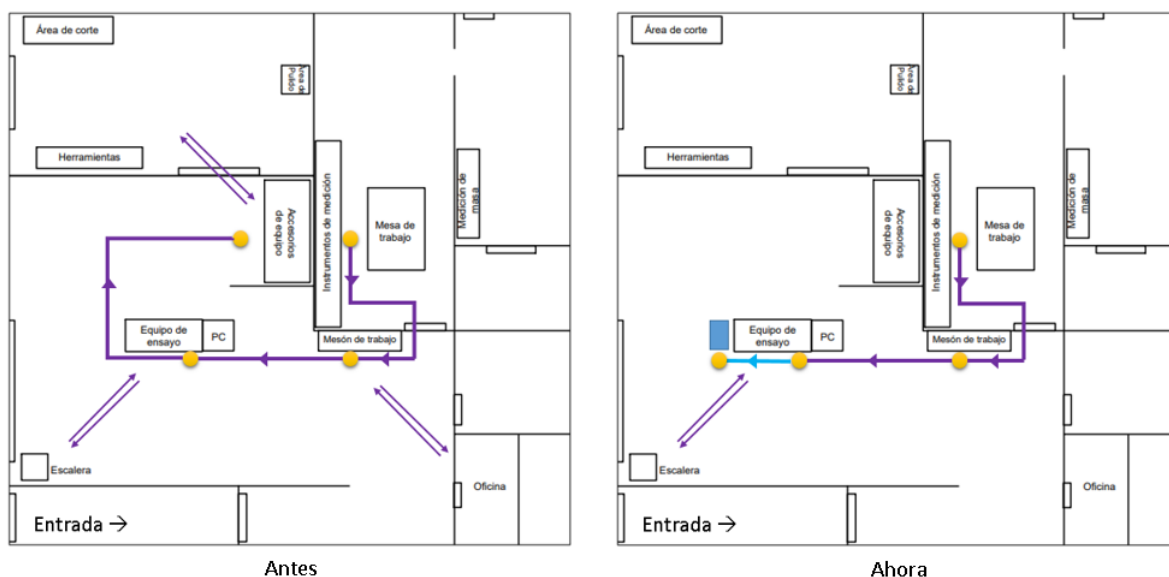 Área de corte
Área de
Pulido
Herramientas
Accesorios
de equipo
Instrumentos de medición
Mesa de
trabajo
Medición de
masa
Equipo de
ensayo
PC
Mesón de trabajo
Escalera
Oficina
Entrada →
Antes
Área de corte
Área de
Pulido
Herramientas
Accesorios
de equipo
Instrumentos de medición
Mesa de
trabajo
Medición de
masa
Equipo de
ensayo
PC
Mesón de trabajo
Escalera
Oficina
Entrada →
Ahora